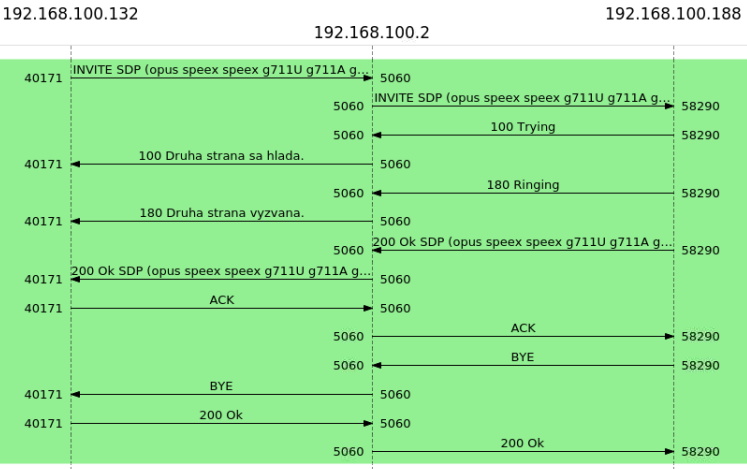 192.168.100.132 192.168.100.188
192.168.100.2
40171 INVITE SDP (opus speex speex g711U g711A g... 5060
5060 INVITE SDP (opus speex speex g711U g711A g... 58290
5060 100 Trying 58290
40171 100 Druha strana sa hlada. 5060
5060 180 Ringing 58290
40171 180 Druha strana vyzvana. 5060
5060 200 Ok SDP (opus speex speex g711U g711A g... 58290
40171 200 Ok SDP (opus speex speex g711U g711A g... 5060
40171 ACK 5060
5060 ACK 58290
5060 BYE 58290
40171 BYE 5060
40171 200 Ok 5060
5060 200 Ok 58290